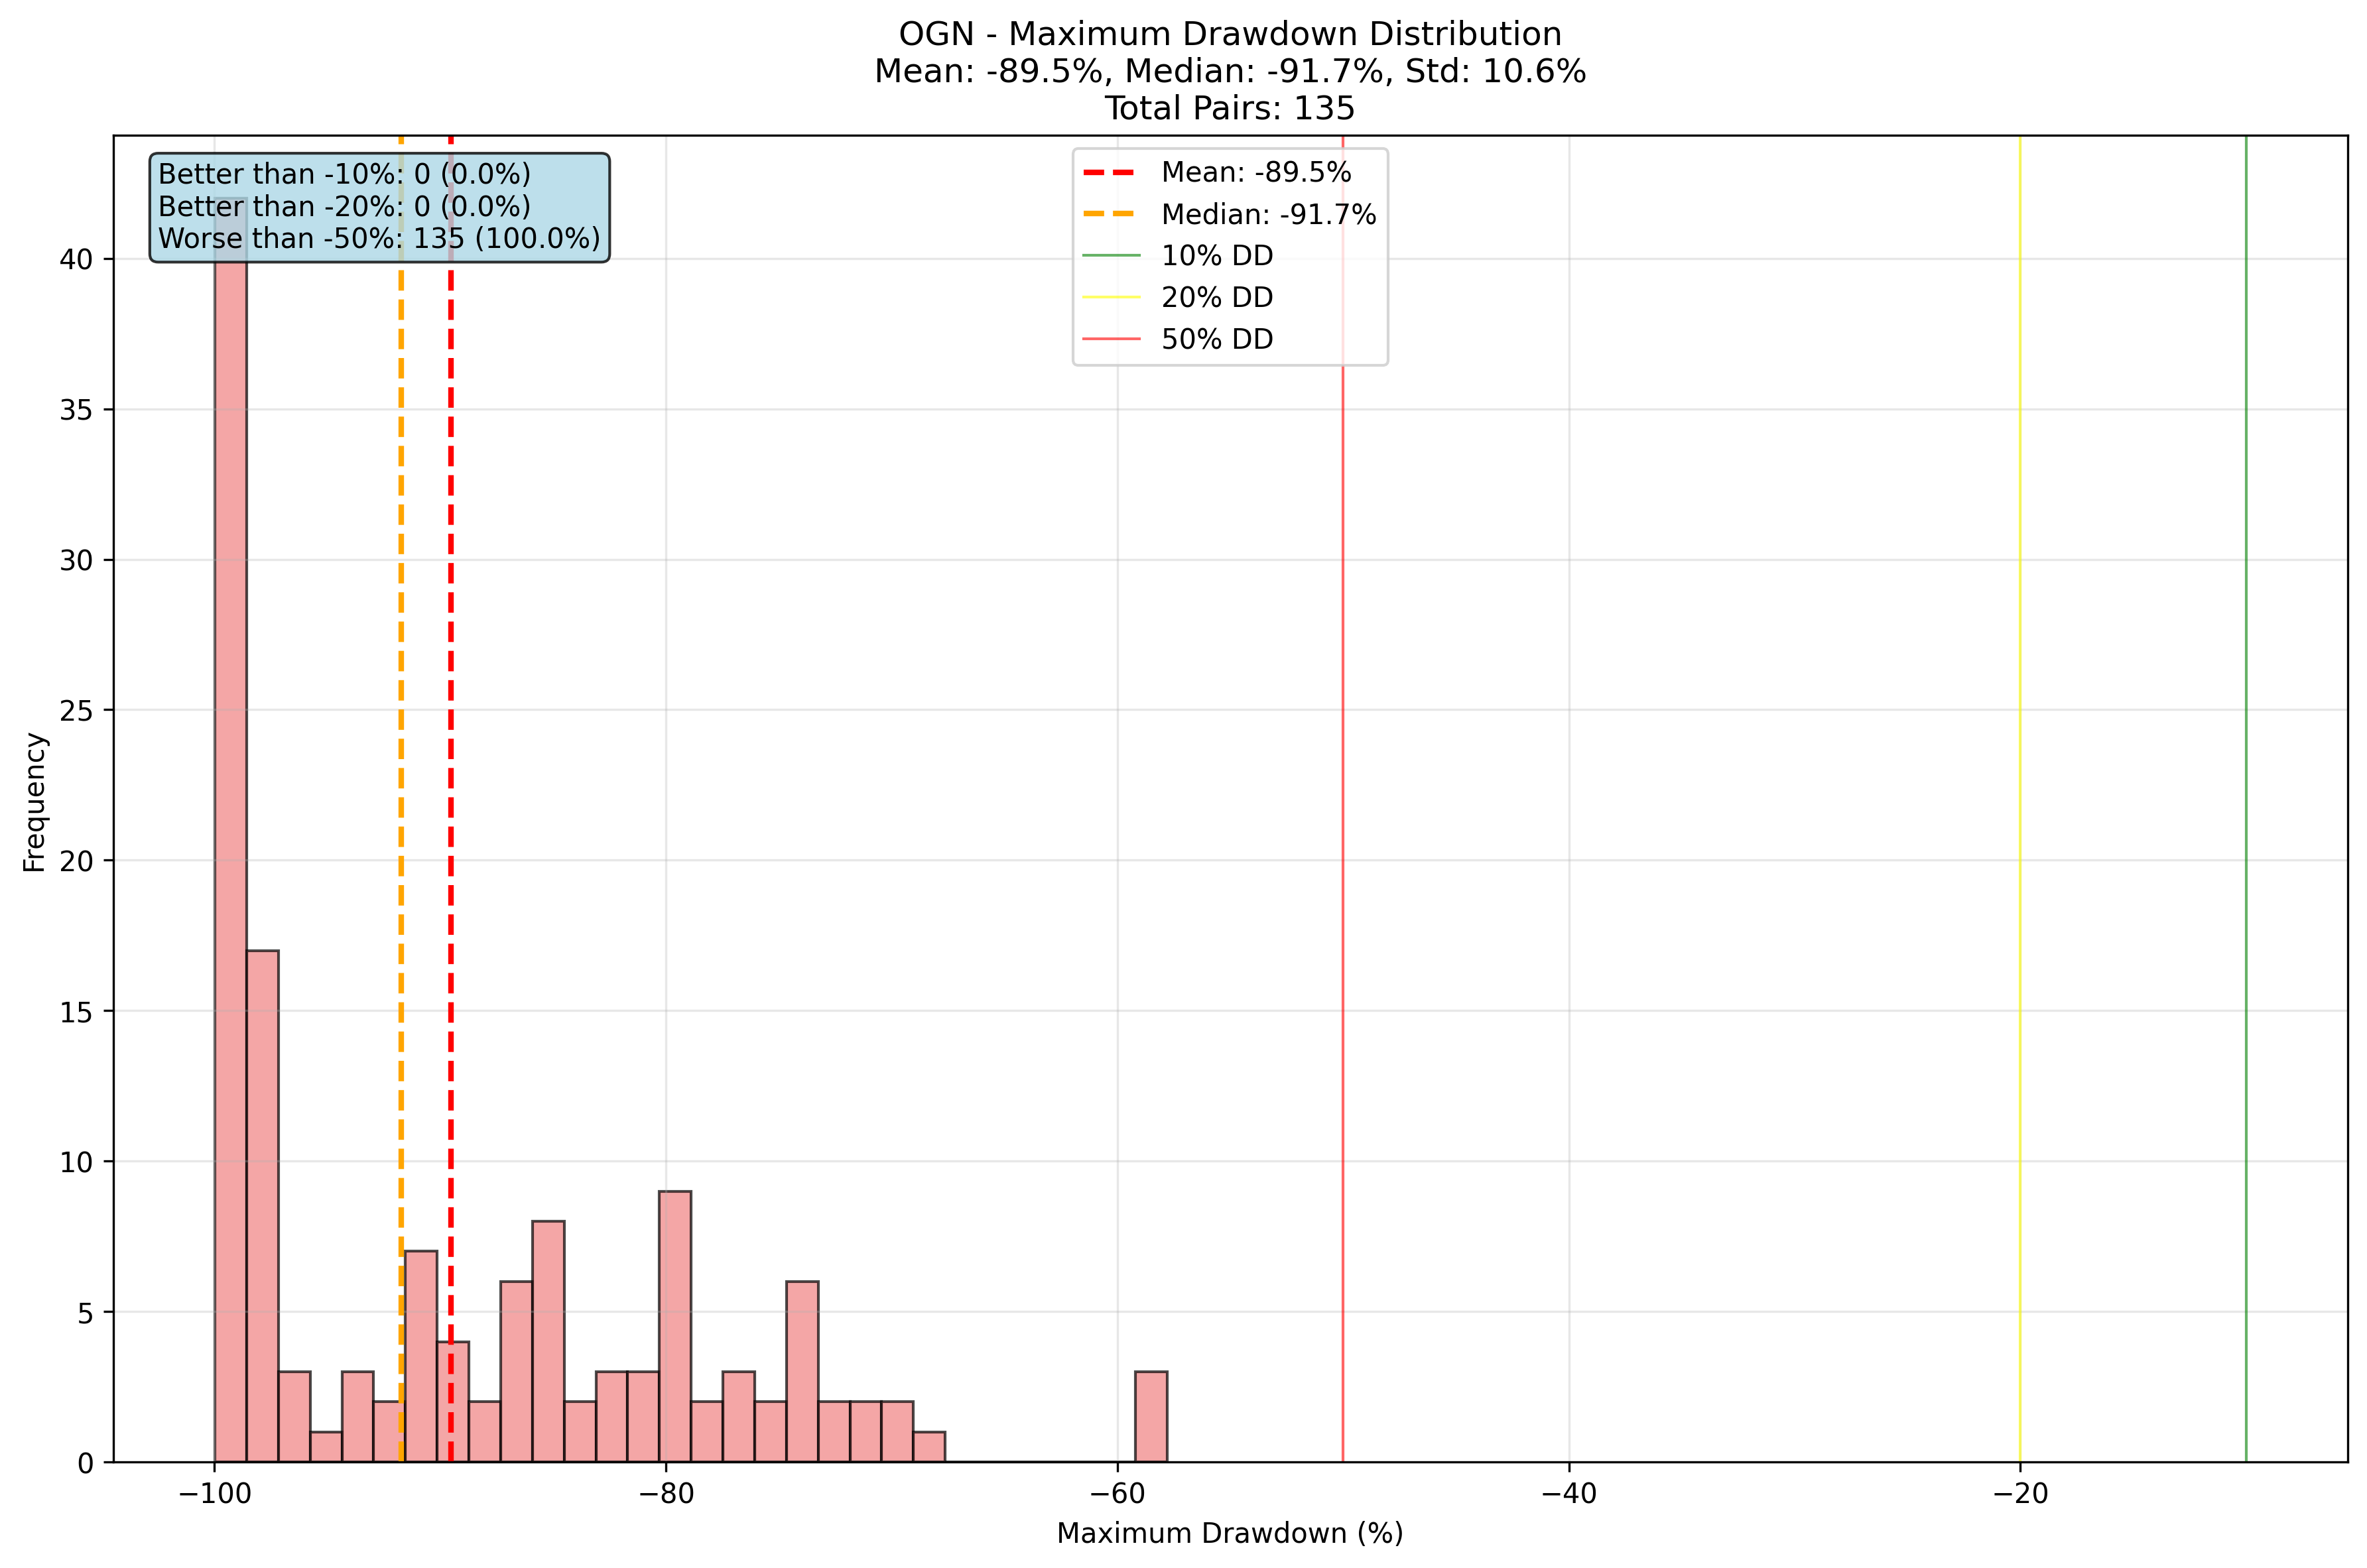 OGN - Maximum Drawdown Distribution
Mean: -89.5%, Median: -91.7%, Std: 10.6%
Total Pairs: 135
Better than -10%: 0 (0.0%)
Better than -20%: 0 (0.0%)
Worse than -50%: 135 (100.0%)
Mean: -89.5%
Median: -91.7%
10% DD
20% DD
50% DD
40
35
30
25
20
15
10
5
0
Frequency
−100
−80
−60
−40
−20
Maximum Drawdown (%)